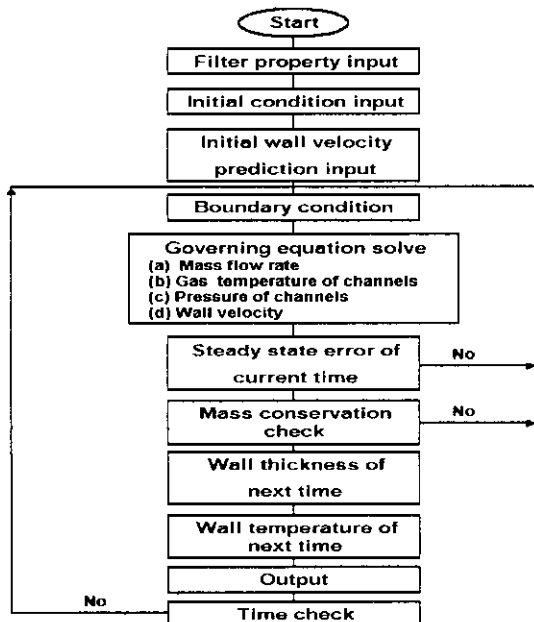 Start
Filter property input
Initial condition input
Initial wall velocity
prediction input
Boundary condition
Governing equation solve
(a) Mass flow rate
(b) Gas temperature of channels
(c) Pressure of channels
(d) Wall velocity
Steady state error of
current time
No
Mass conservation
check
No
Wall thickness of
next time
Wall temperature of
next time
Output
No
Time check